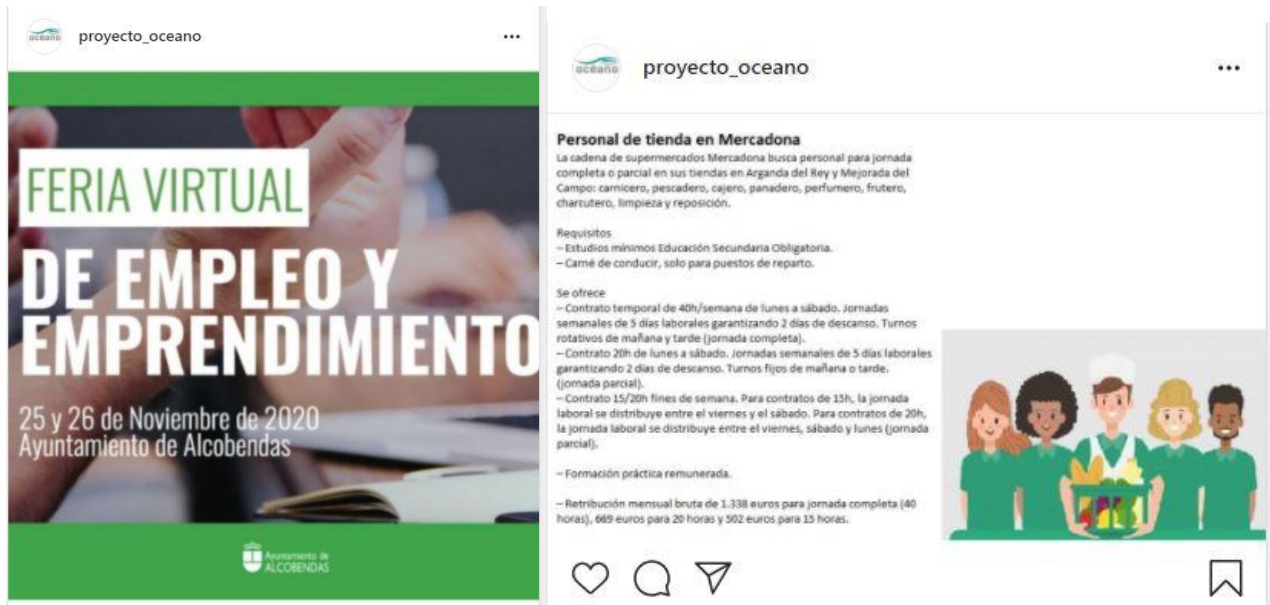 oceano
proyecto_oceano
FERIA VIRTUAL
DE EMPLEO Y
EMPRENDIMIENTO
25 y 26 de Noviembre de 2020
Ayuntamiento de Alcobendas
Ayuntamiento de
ALCOBENDAS
oceano
proyecto_oceano
Personal de tienda en Mercadona
La cadena de supermercados Mercadona busca personal para jornada
completa o parcial en sus tiendas en Arganda del Rey y Mejorada del
Campo: carnicero, pescadero, cajero, panadero, perfumero, frutero,
charcutero, limpieza y reposición.
Requisitos
– Estudios mínimos Educación Secundaria Obligatoria.
– Carné de conducir, solo para puestos de reparto.
Se ofrece
– Contrato temporal de 40h/semana de lunes a sábado. Jornadas
semanales de 5 días laborales garantizando 2 días de descanso. Turnos
rotativos de mañana y tarde (jornada completa).
– Contrato 20h de lunes a sábado. Jornadas semanales de 5 días laborales
garantizando 2 días de descanso. Turnos fijos de mañana o tarde.
(jornada parcial).
– Contrato 15/20h fines de semana. Para contratos de 15h, la jornada
laboral se distribuye entre el viernes y el sábado. Para contratos de 20h,
la jornada laboral se distribuye entre el viernes, sábado y lunes (jornada
parcial).
– Formación práctica remunerada.
– Retribución mensual bruta de 1.338 euros para jornada completa (40
horas), 669 euros para 20 horas y 502 euros para 15 horas.